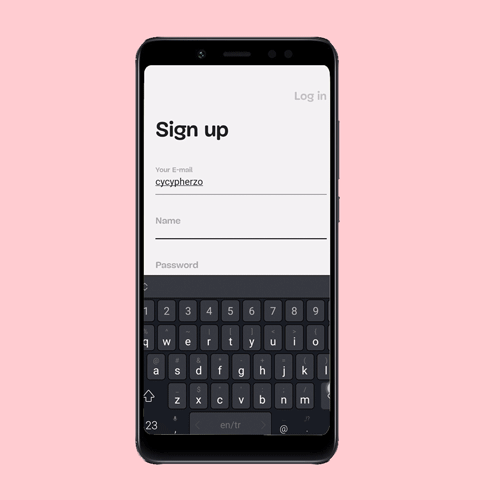 Log in
Sign up
Your E-mail
cycypherzo
Name
Password
1 2 3 4 5 6 7 8 9
q w e r t y u i o
a s d f g h j k l
z x c v b n m
23 , en/tr @ .